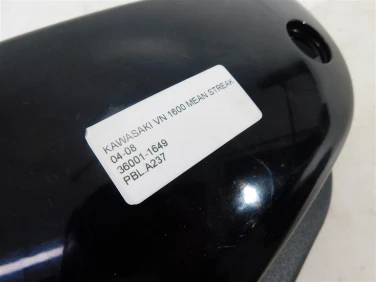 KAWASAKI VN 1600 MEAN STREAK
04-08
36001-1649
PBL A237